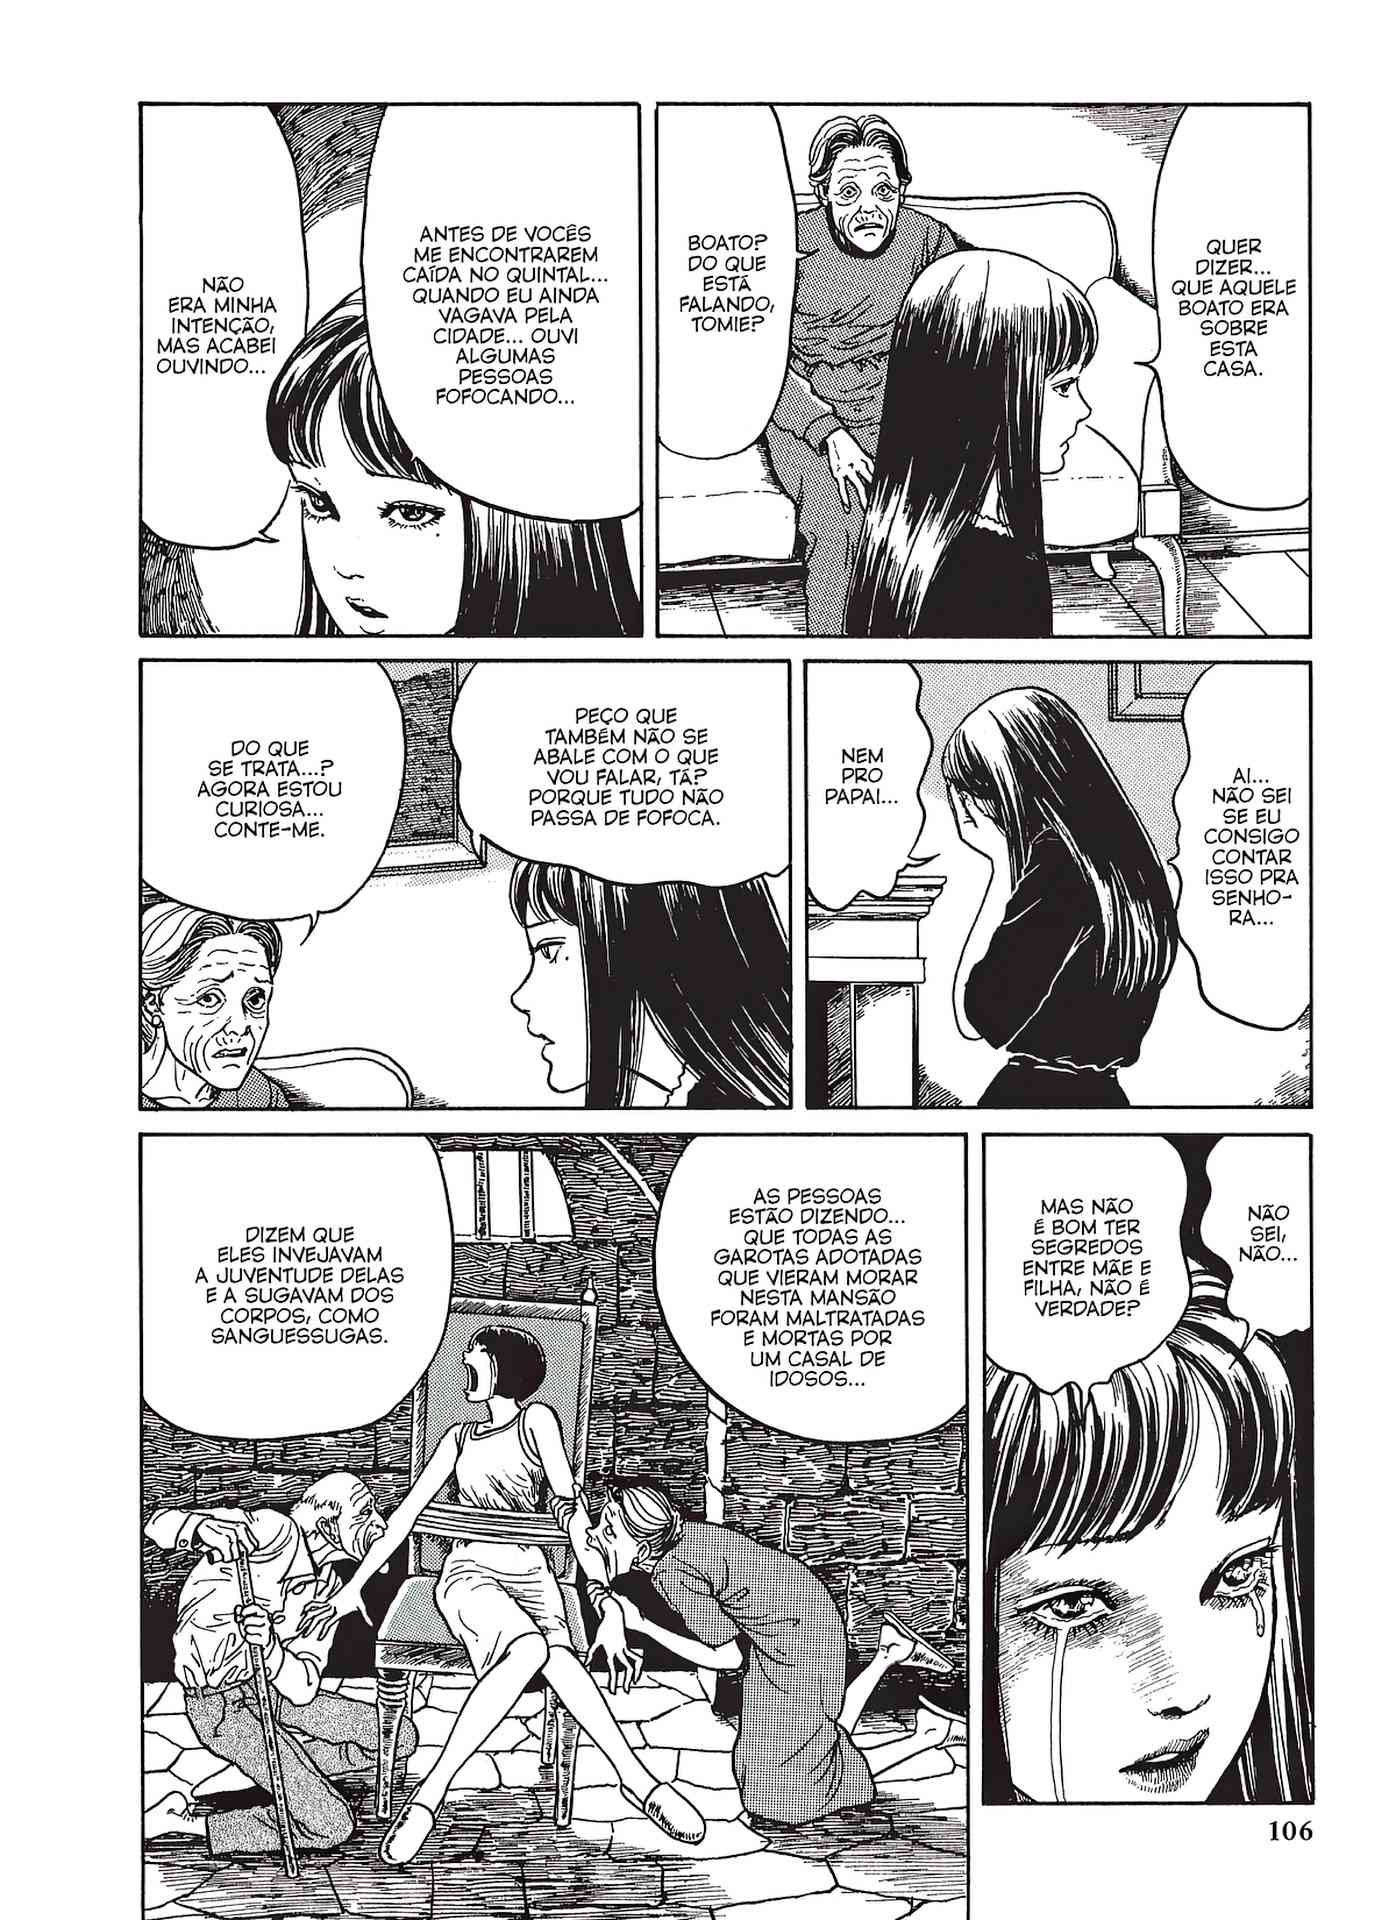 QUER
DIZER...
QUE AQUELE
BOATO ERA
SOBRE
ESTA
CASA.
BOATO?
DO QUE
ESTÁ
FALANDO,
TOMIE?
ANTES DE VOCÊS
ME ENCONTRAREM
CAÍDA NO QUINTAL...
QUANDO EU AINDA
VAGAVA PELA
CIDADE... OUVI
ALGUMAS
PESSOAS
FOFOCANDO...
NÃO
ERA MINHA
INTENÇÃO,
MAS ACABEI
OUVINDO...
AI...
NÃO SEI
SE EU
CONSIGO
CONTAR
ISSO PRA
SENHO-
RA...
NEM
PRO
PAPAI...
PEÇO QUE
TAMBÉM NÃO SE
ABALE COM O QUE
VOU FALAR, TÁ?
PORQUE TUDO NÃO
PASSA DE FOFOCA.
DO QUE
SE TRATA...?
AGORA ESTOU
CURIOSA...
CONTE-ME.
NÃO
SEI,
NÃO...
MAS NÃO
É BOM TER
SEGREDOS
ENTRE MÃE E
FILHA, NÃO É
VERDADE?
AS PESSOAS
ESTÃO DIZENDO...
QUE TODAS AS
GAROTAS ADOTADAS
QUE VIERAM MORAR
NESTA MANSÃO
FORAM MALTRATADAS
E MORTAS POR
UM CASAL DE
IDOSOS...
DIZEM QUE
ELES INVEJAVAM
A JUVENTUDE DELAS
E A SUGAVAM DOS
CORPOS, COMO
SANGUESSUGAS.
106